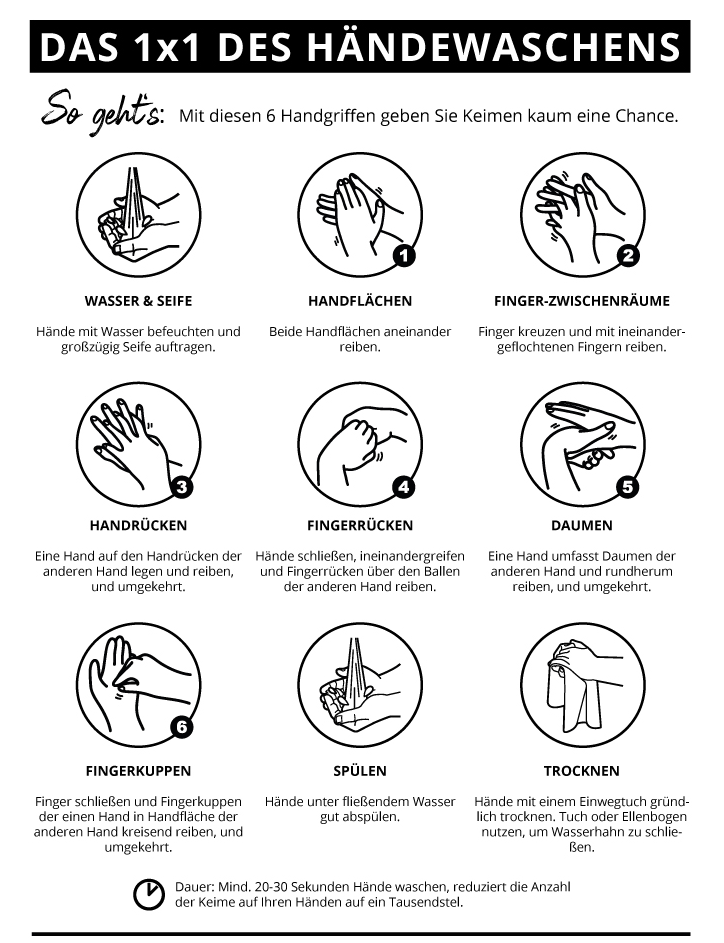 DAS 1x1 DES HÄNDEWASCHENS
So geht's: Mit diesen 6 Handgriffen geben Sie Keimen kaum eine Chance.
WASSER & SEIFE
Hände mit Wasser befeuchten und
großzügig Seife auftragen.
1
HANDFLÄCHEN
Beide Handflächen aneinander
reiben.
2
FINGER-ZWISCHENRÄUME
Finger kreuzen und mit ineinander-
geflochtenen Fingern reiben.
3
HANDRÜCKEN
Eine Hand auf den Handrücken der
anderen Hand legen und reiben,
und umgekehrt.
4
FINGERRÜCKEN
Hände schließen, ineinandergreifen
und Fingerrücken über den Ballen
der anderen Hand reiben.
5
DAUMEN
Eine Hand umfasst Daumen der
anderen Hand und rundherum
reiben, und umgekehrt.
6
FINGERKUPPEN
Finger schließen und Fingerkuppen
der einen Hand in Handfläche der
anderen Hand kreisend reiben, und
umgekehrt.
SPÜLEN
Hände unter fließendem Wasser
gut abspülen.
TROCKNEN
Hände mit einem Einwegtuch gründ-
lich trocknen. Tuch oder Ellenbogen
nutzen, um Wasserhahn zu schlie-
ßen.
Dauer: Mind. 20-30 Sekunden Hände waschen, reduziert die Anzahl
der Keime auf Ihren Händen auf ein Tausendstel.